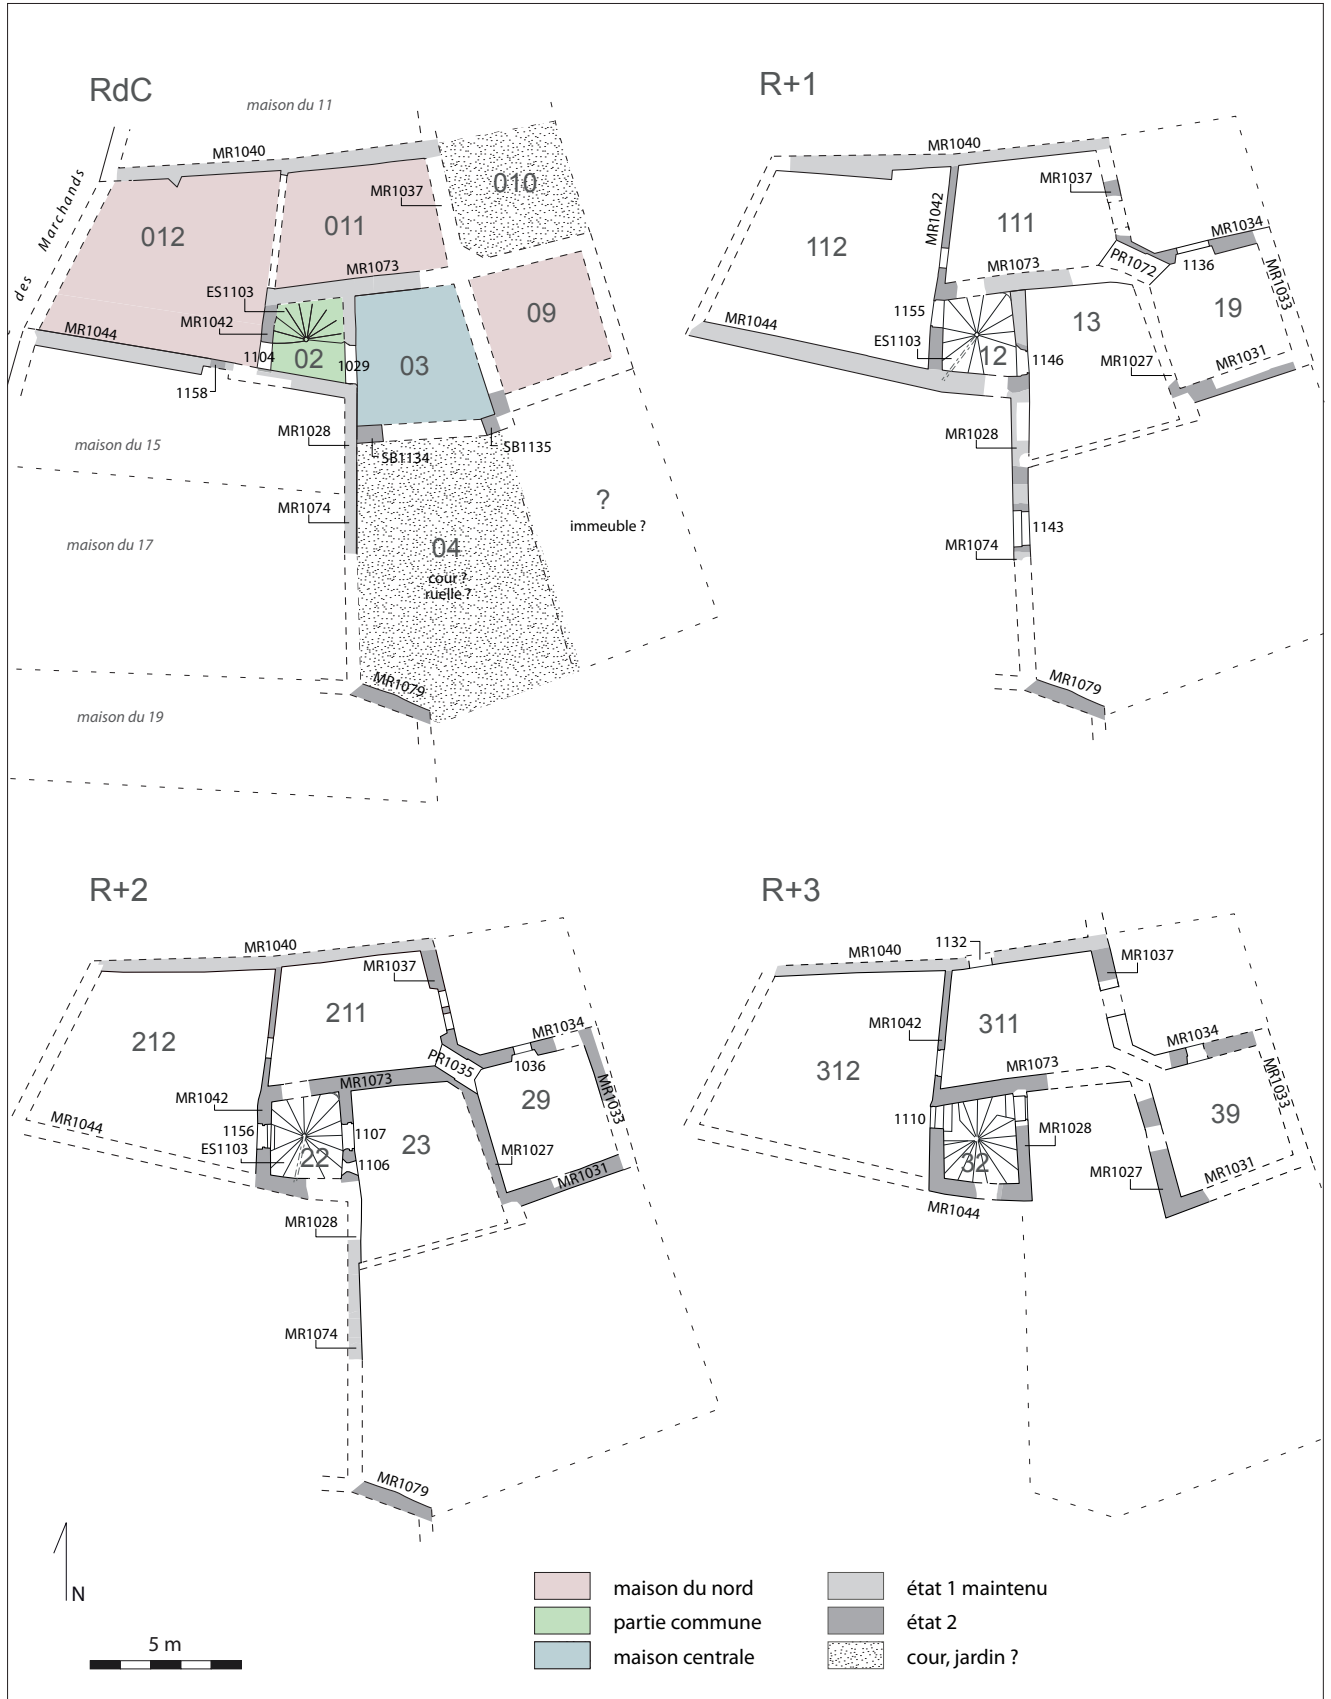 RdC
maison du 11
des Marchands
MR1040
MR1037
010
012
011
MR1073
ES1103
MR1042
MR1044
1104
02
1029
03
09
1158
MR1028
SB1134
SB1135
maison du 15
MR1074
?
immeuble ?
maison du 17
04
cour ?
ruelle ?
MR1079
maison du 19
R+1
MR1040
MR1037
MR1042
111
112
MR1034
PR1072
1136
MR1073
MR1033
1155
19
MR1044
13
ES1103
12
1146
MR1027
MR1031
MR1028
1143
MR1074
MR1079
R+2
MR1040
MR1037
211
212
MR1034
PR1035
1036
MR1073
MR1042
29
MR1033
MR1044
1156
1107
ES1103
22
23
1106
MR1027
MR1031
MR1028
MR1074
MR1079
R+3
1132
MR1040
MR1037
MR1042
311
MR1034
312
MR1073
MR1033
1110
39
MR1028
32
MR1027
MR1031
MR1044
N
5 m
maison du nord
partie commune
maison centrale
état 1 maintenu
état 2
cour, jardin ?